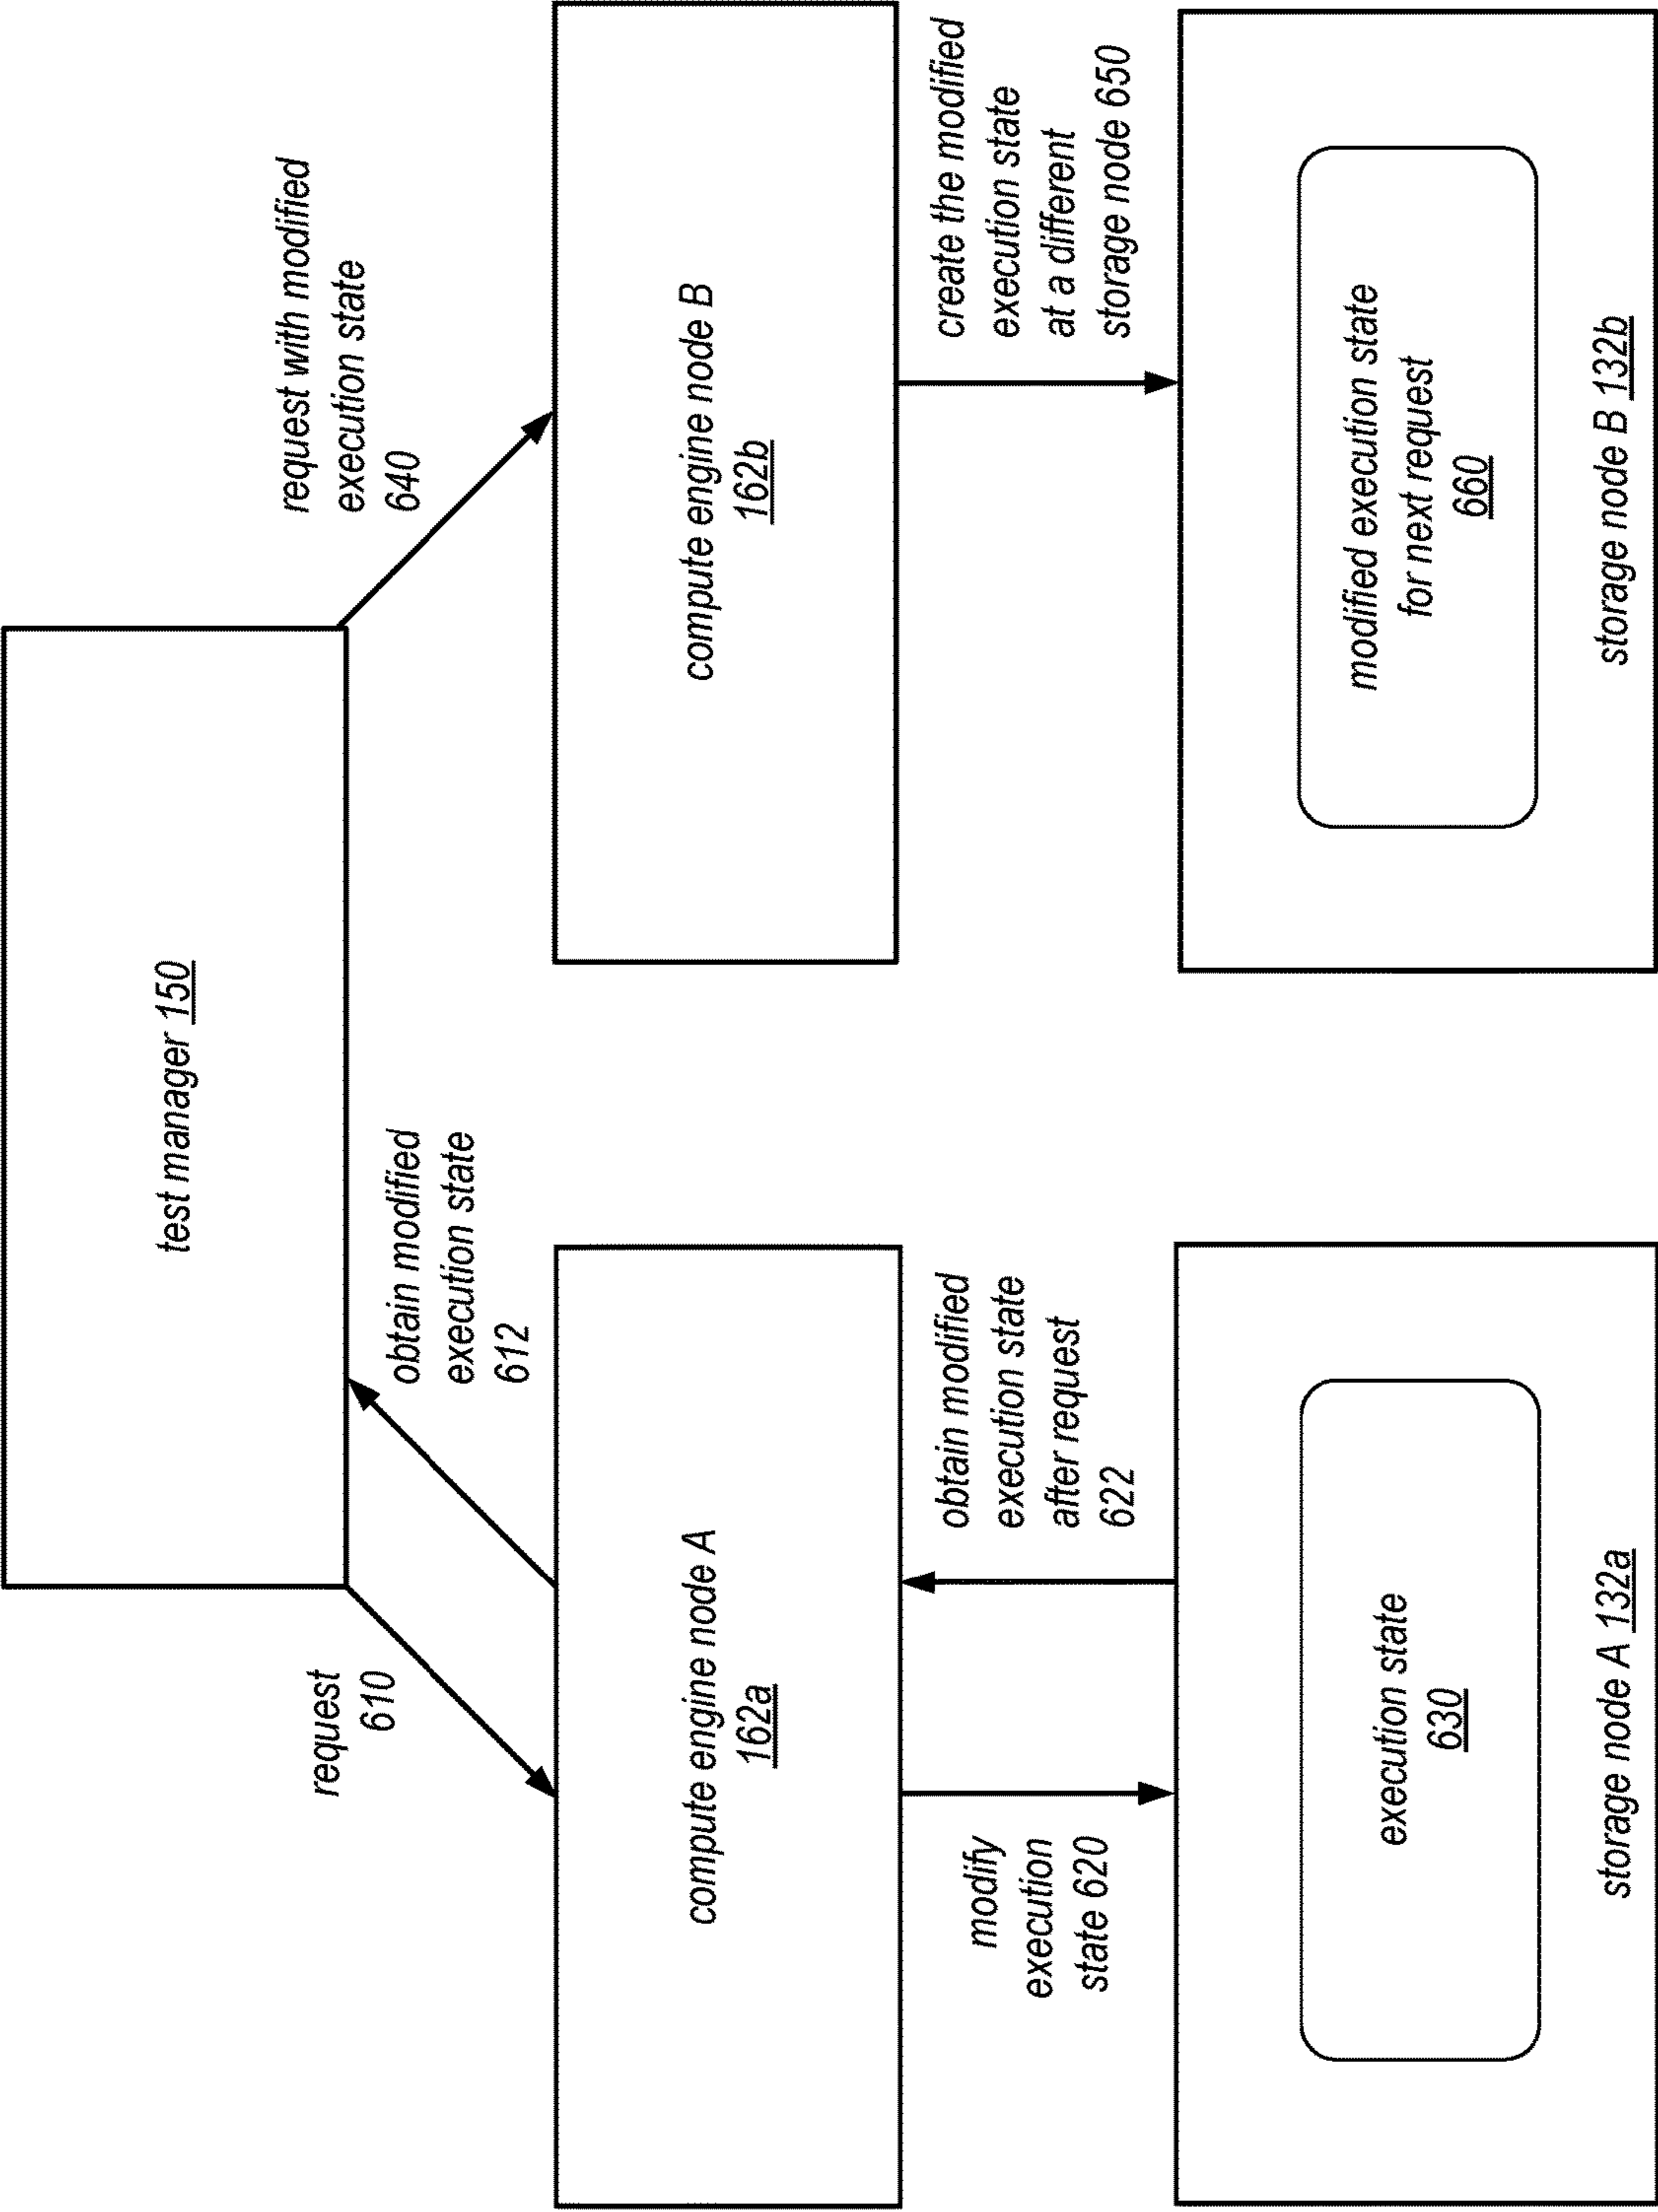 test manager 150
request
610
obtain modified
execution state
612
request with modified
execution state
640
compute engine node A
162a
compute engine node B
162b
modify
execution
state 620
obtain modified
execution state
after request
622
create the modified
execution state
at a different
storage node 650
execution state
630
storage node A 132a
modified execution state
for next request
660
storage node B 132b